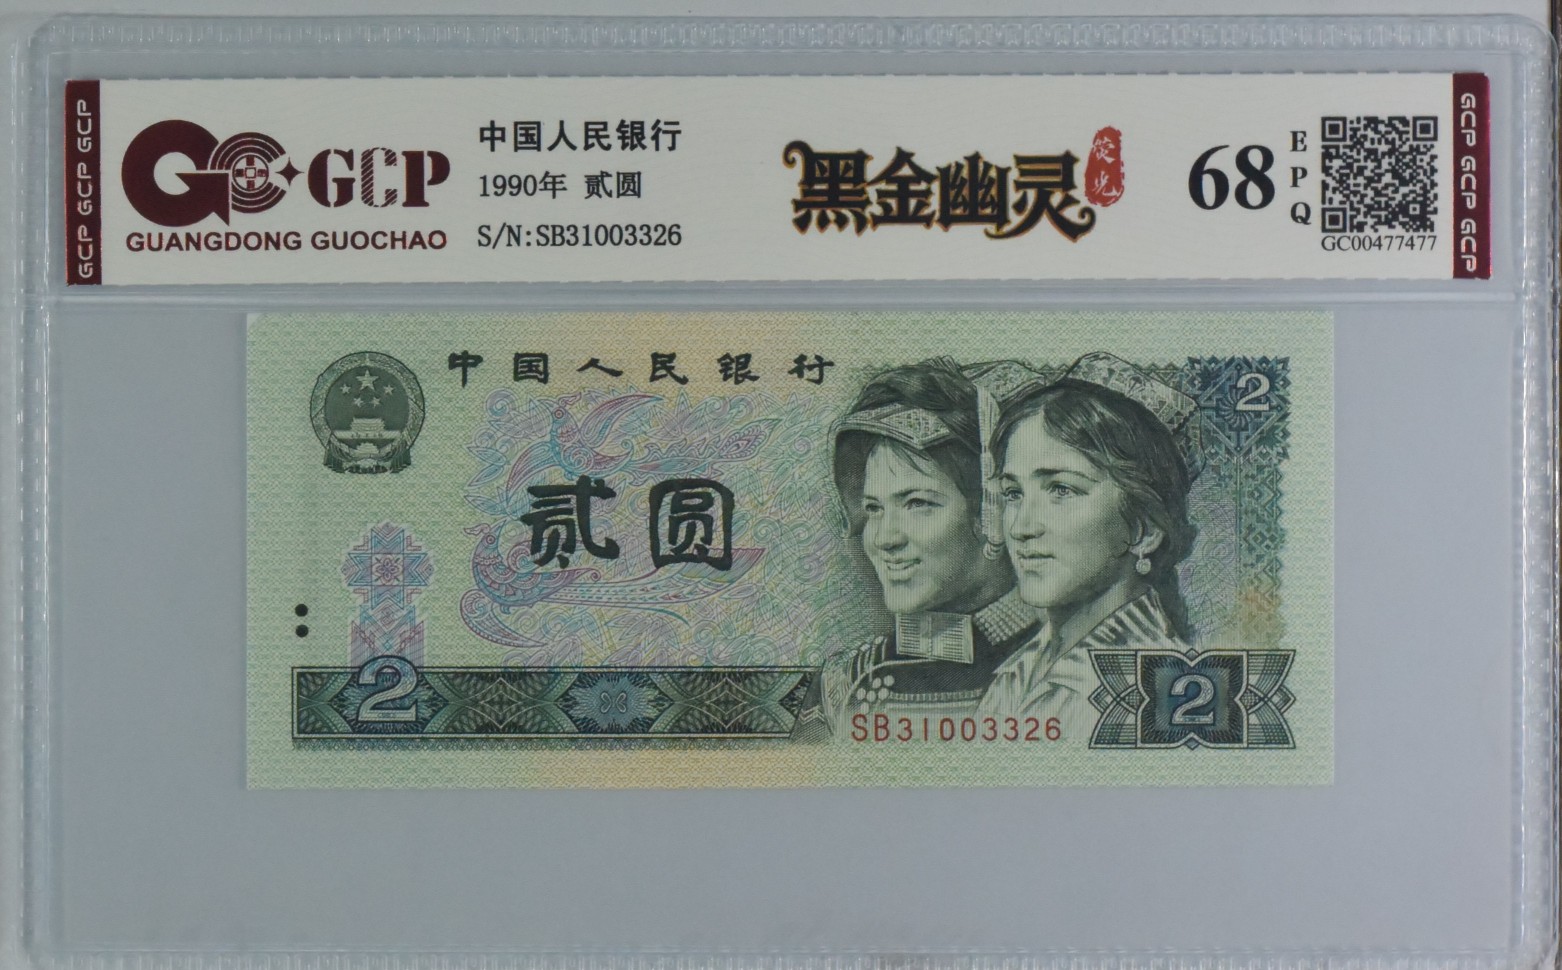 GCP GCP GCP
GCP
GUANGDONG GUOCHAO
中国人民银行
1990年 贰圆
S/N:SB31003326
黑金幽灵
荧光
68
EPQ
GC00477477
GCP GCP GCP GCP
中国人民银行
2
贰圆
2
SB31003326
2